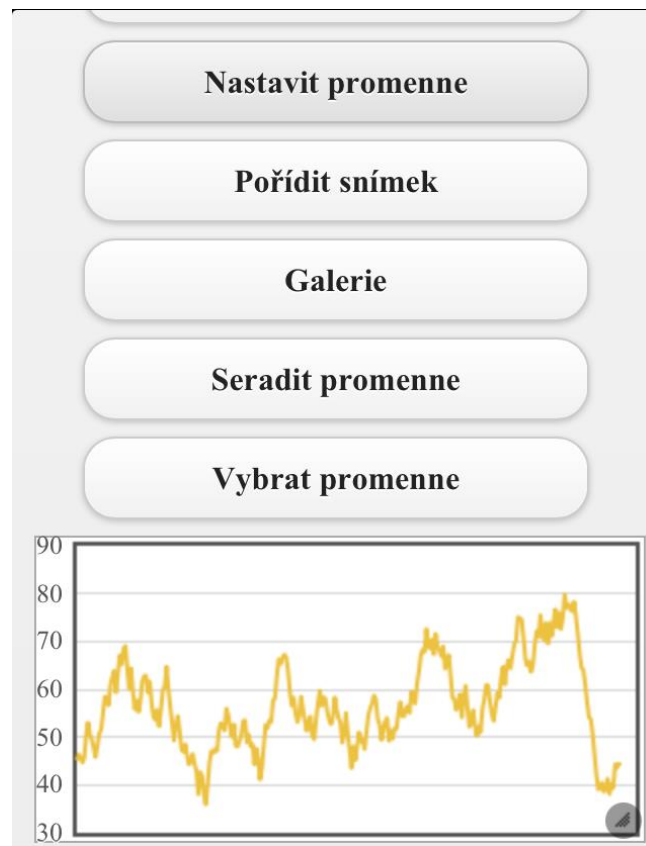 Nastavit promenne
Pořídit snímek
Galerie
Seradit promenne
Vybrat promenne
90
80
70
60
50
40
30